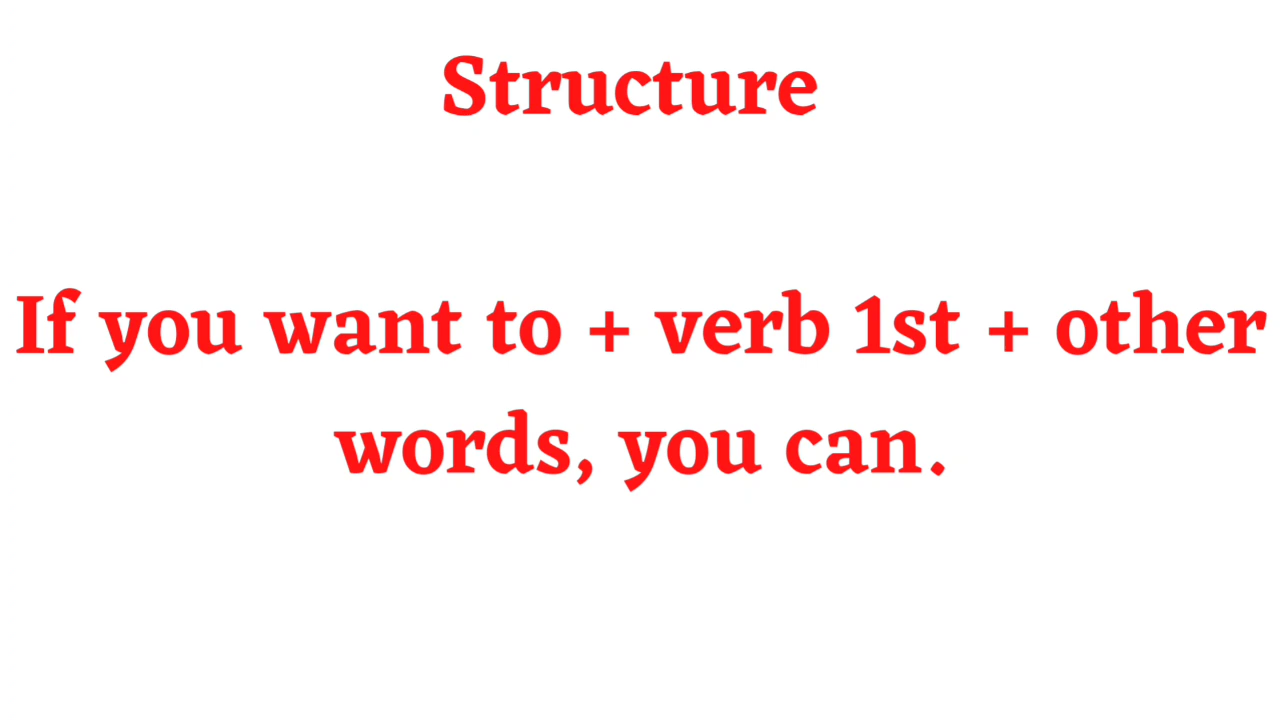 Structure
If you want to + verb 1st + other
words, you can.